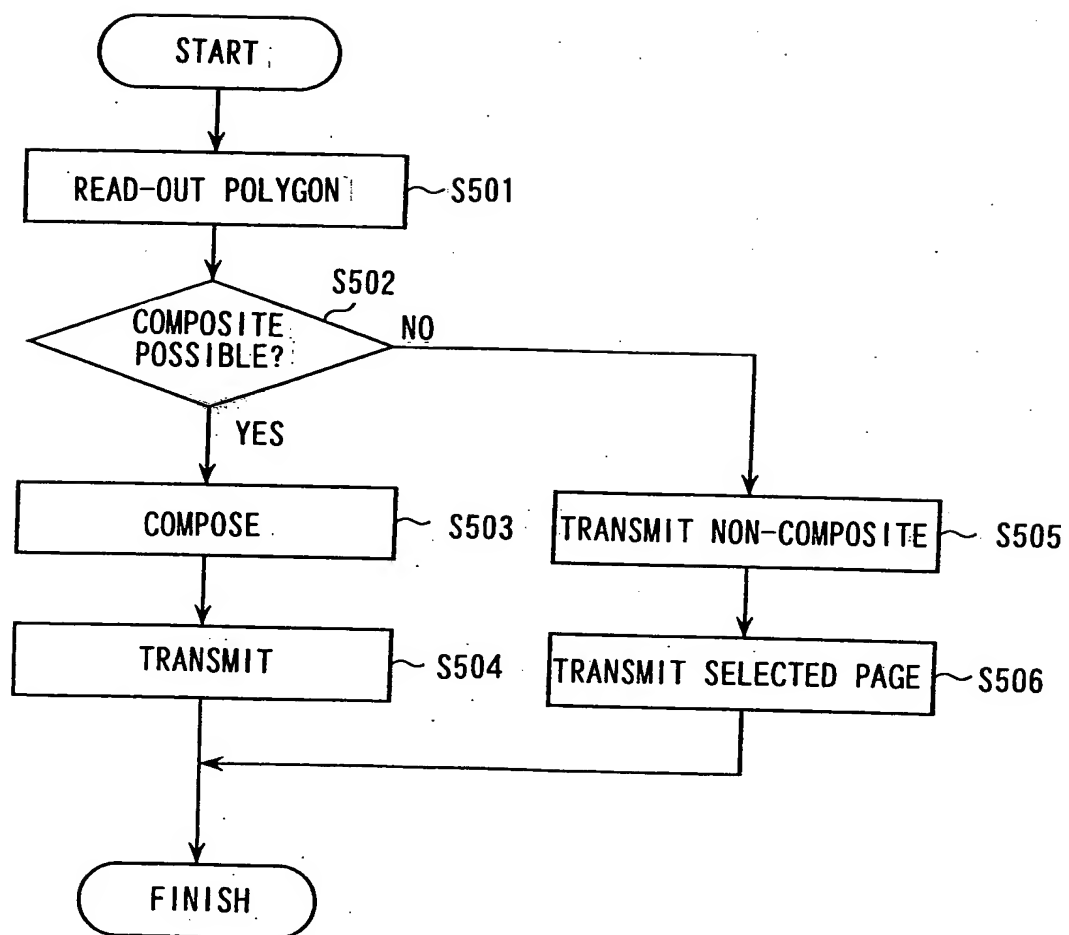 START
READ-OUT POLYGON
S501
S502
COMPOSITE
POSSIBLE?
NO
YES
COMPOSE
S503
TRANSMIT NON-COMPOSITE
S505
TRANSMIT
S504
TRANSMIT SELECTED PAGE
S506
FINISH